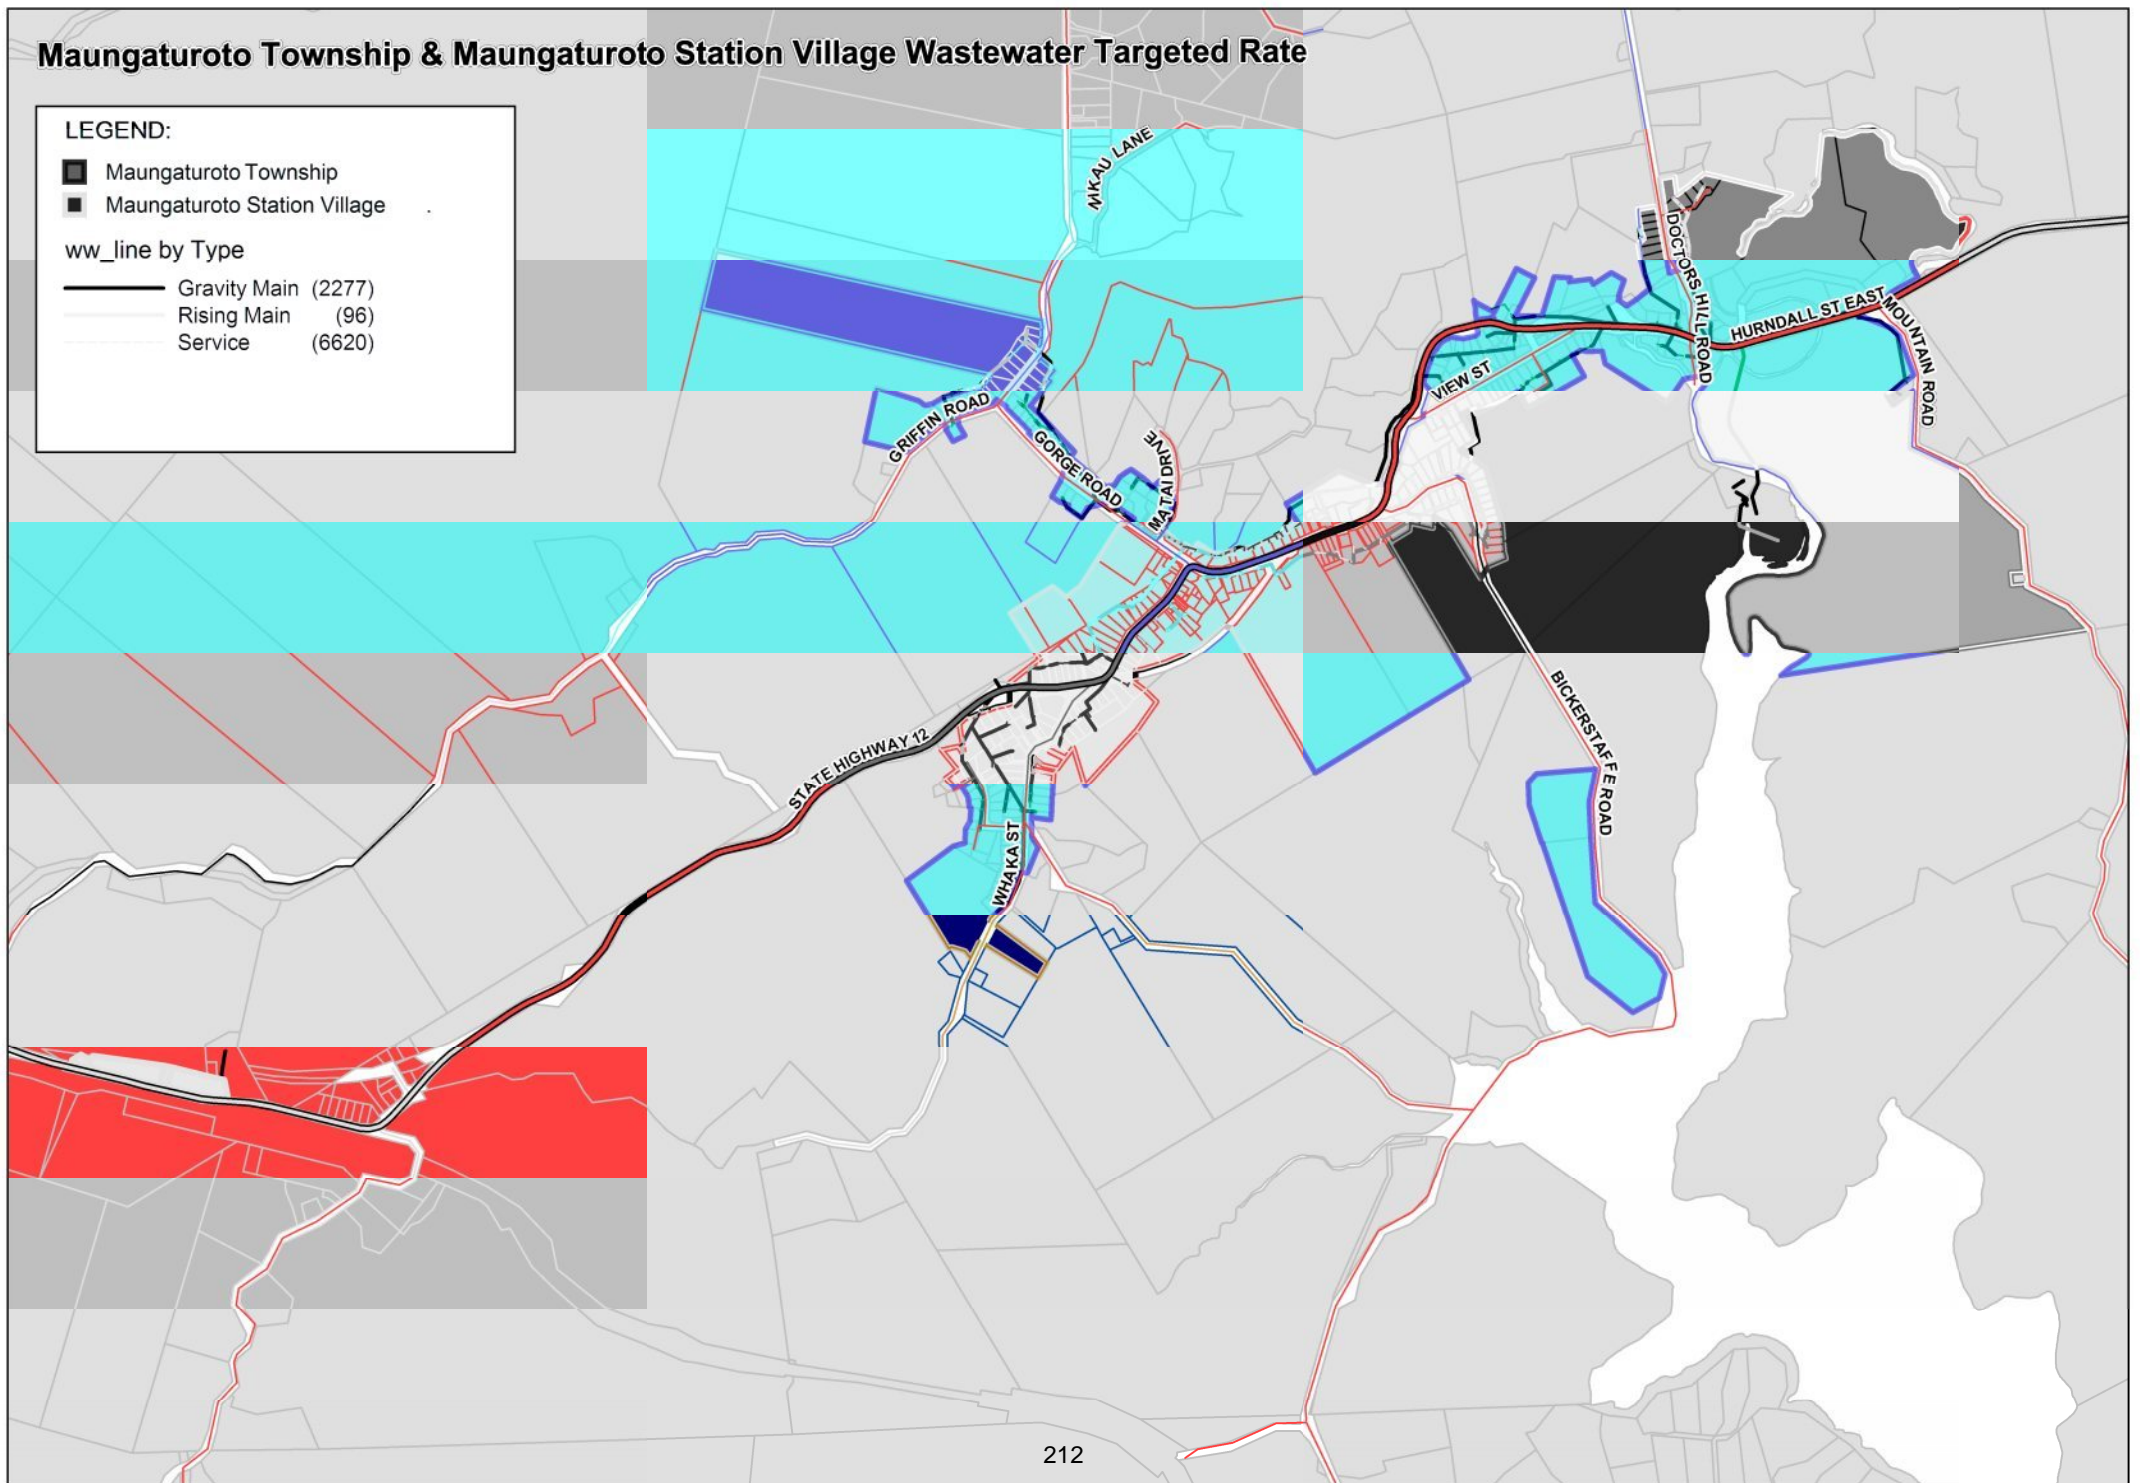 Maungaturoto Township & Maungaturoto Station Village Wastewater Targeted Rate
LEGEND:
Maungaturoto Township
Maungaturoto Station Village
ww_line by Type
Gravity Main (2277)
Rising Main (96)
Service (6620)
NIKAU LANE
DOCTORS HILL ROAD
HURNDALL ST EAST
MOUNTAIN ROAD
VIEW ST
GRIFFIN ROAD
GORGE ROAD
MATAI DRIVE
BICKERSTAFFE ROAD
STATE HIGHWAY 12
WHAKA ST
212